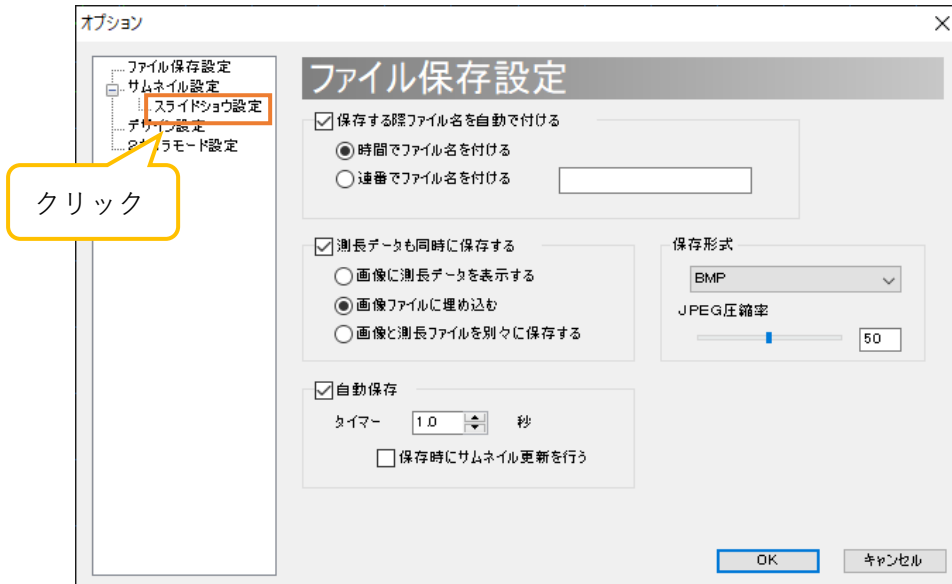 オプション
ファイル保存設定
サムネイル設定
スライドショウ設定
デザイン設定
2カメラモード設定
クリック
ファイル保存設定
保存する際ファイル名を自動で付ける
時間でファイル名を付ける
連番でファイル名を付ける
測長データも同時に保存する
画像に測長データを表示する
画像ファイルに埋め込む
画像と測長ファイルを別々に保存する
保存形式
BMP
JPEG圧縮率
50
自動保存
タイマー 1.0 秒
保存時にサムネイル更新を行う
OK キャンセル